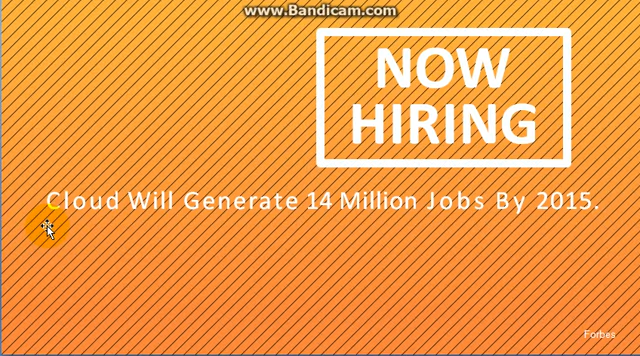 www.Bandicam.com
NOW
HIRING
Cloud Will Generate 14 Million Jobs By 2015.
Forbes